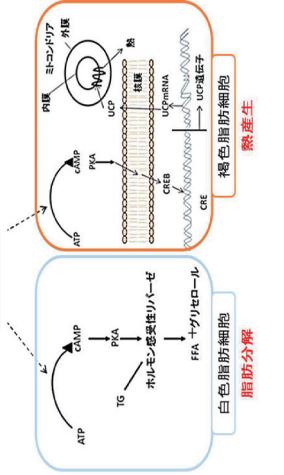 ATP
cAMP
PKA
TG
ホルモン感受性リパーゼ
FFA＋グリセロール
白色脂肪細胞
脂肪分解
ATP
cAMP
PKA
内膜
ミトコンドリア
外膜
熱
UCP
核膜
CREB
UCPmRNA
CRE
UCP遺伝子
褐色脂肪細胞
熱産生